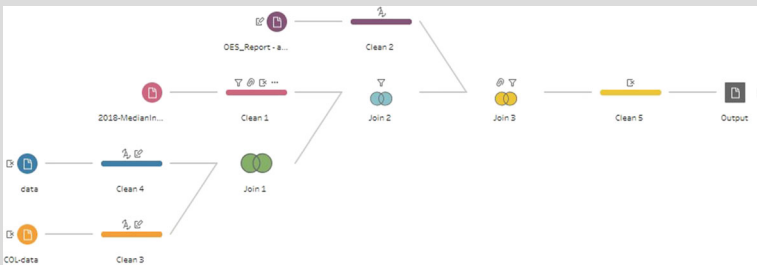 OES_Report - a...
Clean 2
2018-MedianIn...
Clean 1
Join 2
Join 3
Clean 5
Output
data
Clean 4
Join 1
COL-data
Clean 3